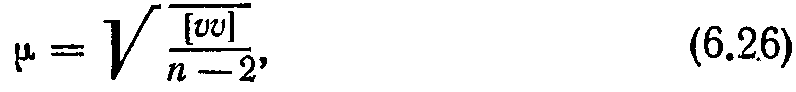 μ = √([vv]/(n — 2)), (6.26)